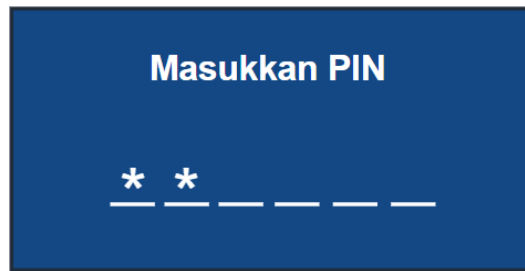 Masukkan PIN
* * _ _ _ _